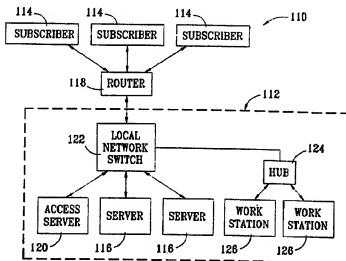 114 114 114 110
SUBSCRIBER SUBSCRIBER SUBSCRIBER
118 ROUTER
112
122 LOCAL NETWORK SWITCH
124
HUB
ACCESS SERVER SERVER SERVER WORK STATION WORK STATION
120 116 116 126 126